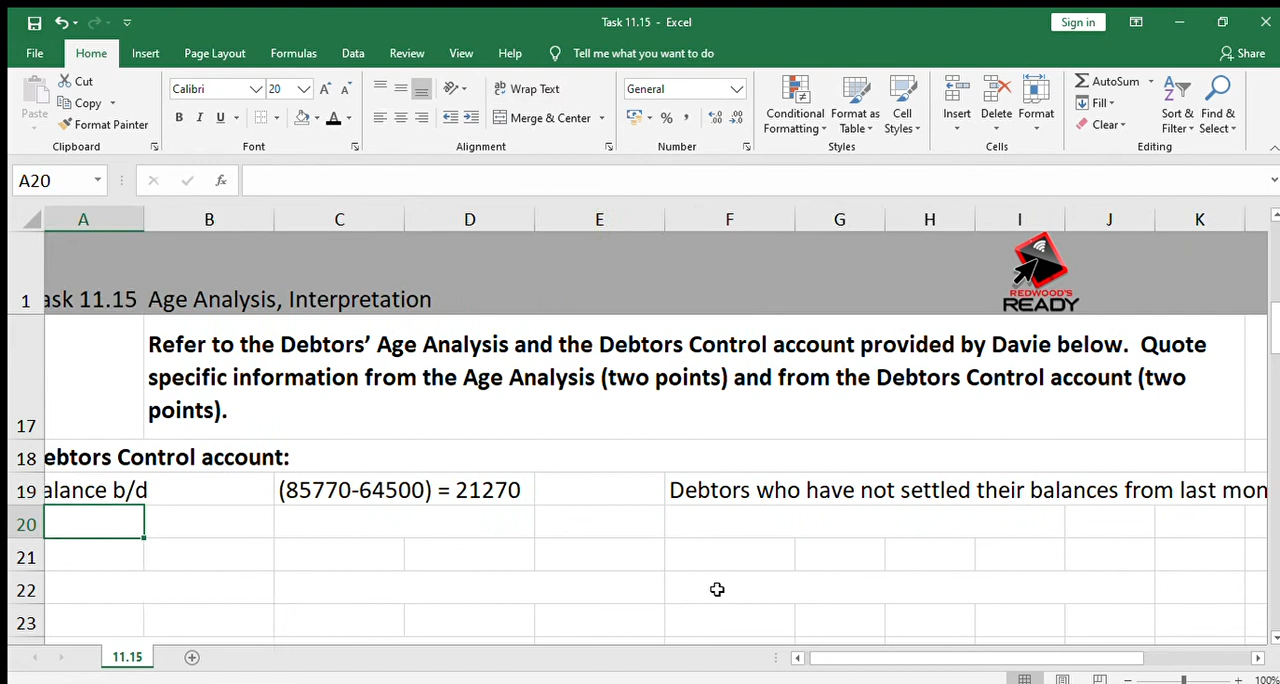 Task 11.15 - Excel
Sign in
File Home Insert Page Layout Formulas Data Review View Help Tell me what you want to do Share
Paste
Cut
Copy
Format Painter
Clipboard
Calibri 20
B I U
Font
Wrap Text
Merge & Center
Alignment
General
Number
Conditional Formatting
Format as Table
Cell Styles
Styles
Insert Delete Format
Cells
AutoSum
Fill
Clear
Sort & Filter
Find & Select
Editing
A20
fx
A B C D E F G H I J K
1 ask 11.15 Age Analysis, Interpretation
REDWOOD'S
READY
Refer to the Debtors’ Age Analysis and the Debtors Control account provided by Davie below. Quote
specific information from the Age Analysis (two points) and from the Debtors Control account (two
17 points).
18 ebtors Control account:
19 alance b/d (85770-64500) = 21270 Debtors who have not settled their balances from last mon
20
21
22
23
11.15
100%